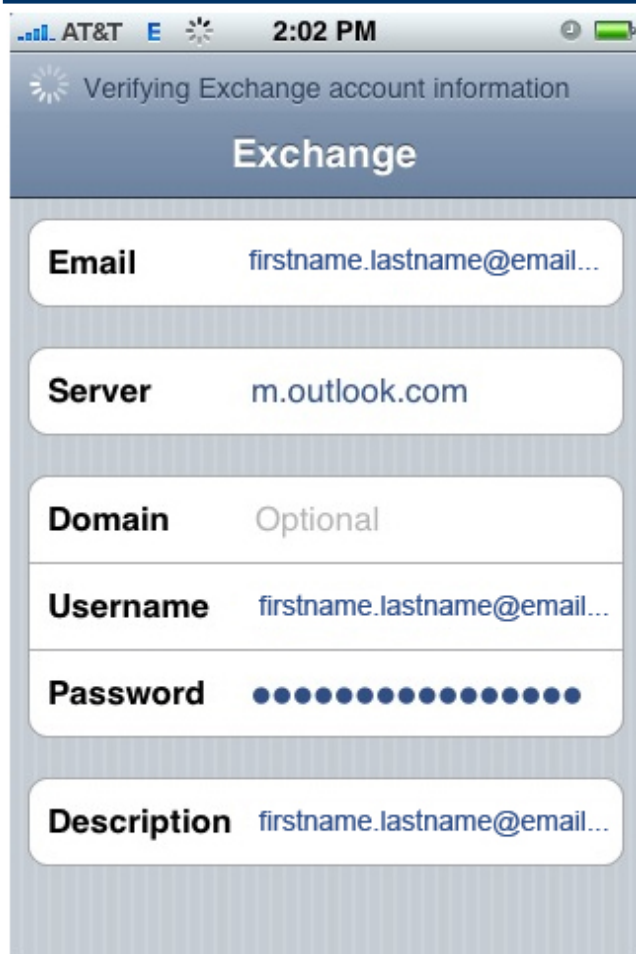 AT&T E 2:02 PM
Verifying Exchange account information
Exchange
Email firstname.lastname@email...
Server m.outlook.com
Domain Optional
Username firstname.lastname@email...
Password ●●●●●●●●●●●●●●●●
Description firstname.lastname@email...